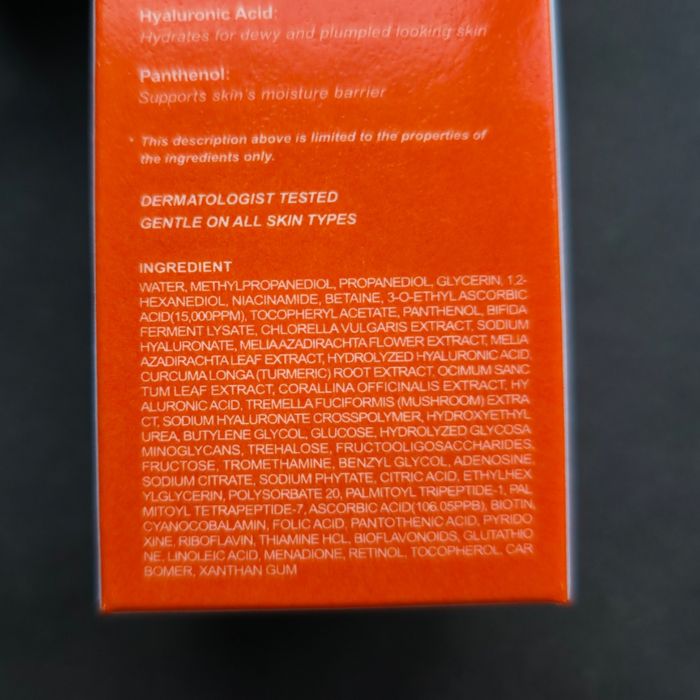 Hyaluronic Acid:
Hydrates for dewy and plumpled looking skin
Panthenol:
Supports skin's moisture barrier
* This description above is limited to the properties of
the ingredients only.
DERMATOLOGIST TESTED
GENTLE ON ALL SKIN TYPES
INGREDIENT
WATER, METHYLPROPANEDIOL, PROPANEDIOL, GLYCERIN, 1,2-
HEXANEDIOL, NIACINAMIDE, BETAINE, 3-O-ETHYL ASCORBIC
ACID(15,000PPM), TOCOPHERYL ACETATE, PANTHENOL, BIFIDA
FERMENT LYSATE, CHLORELLA VULGARIS EXTRACT, SODIUM
HYALURONATE, MELIA AZADIRACHTA FLOWER EXTRACT, MELIA
AZADIRACHTA LEAF EXTRACT, HYDROLYZED HYALURONIC ACID,
CURCUMA LONGA (TURMERIC) ROOT EXTRACT, OCIMUM SANC
TUM LEAF EXTRACT, CORALLINA OFFICINALIS EXTRACT, HY
ALURONIC ACID, TREMELLA FUCIFORMIS (MUSHROOM) EXTRA
CT, SODIUM HYALURONATE CROSSPOLYMER, HYDROXYETHYL
UREA, BUTYLENE GLYCOL, GLUCOSE, HYDROLYZED GLYCOSA
MINOGLYCANS, TREHALOSE, FRUCTOOLIGOSACCHARIDES,
FRUCTOSE, TROMETHAMINE, BENZYL GLYCOL, ADENOSINE,
SODIUM CITRATE, SODIUM PHYTATE, CITRIC ACID, ETHYLHEX
YLGLYCERIN, POLYSORBATE 20, PALMITOYL TRIPEPTIDE-1, PAL
MITOYL TETRAPEPTIDE-7, ASCORBIC ACID(106.05PPB), BIOTIN,
CYANOCOBALAMIN, FOLIC ACID, PANTOTHENIC ACID, PYRIDO
XINE, RIBOFLAVIN, THIAMINE HCL, BIOFLAVONOIDS, GLUTATHIO
NE, LINOLEIC ACID, MENADIONE, RETINOL, TOCOPHEROL, CAR
BOMER, XANTHAN GUM